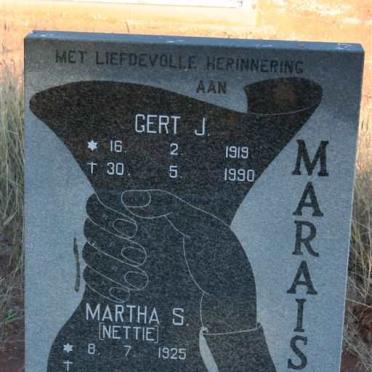 MET LIEFDEVOLLE HERINNERING
AAN
GERT J.
* 16. 2. 1919
† 30. 5. 1990
MARTHA S.
[NETTIE]
* 8. 7. 1925
†
MARAIS